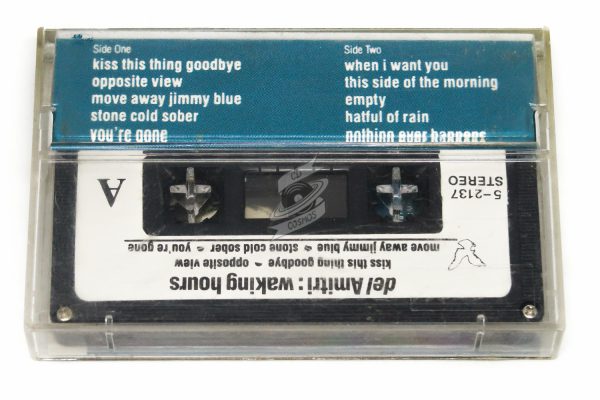 Side One
kiss this thing goodbye
opposite view
move away jimmy blue
stone cold sober
you're gone
Side Two
when i want you
this side of the morning
empty
hatful of rain
nothing ever happens
del Amitri : waking hours
kiss this thing goodbye • opposite view
move away jimmy blue • stone cold sober • you're gone
A
5-2137
STEREO
CD
COSMOS